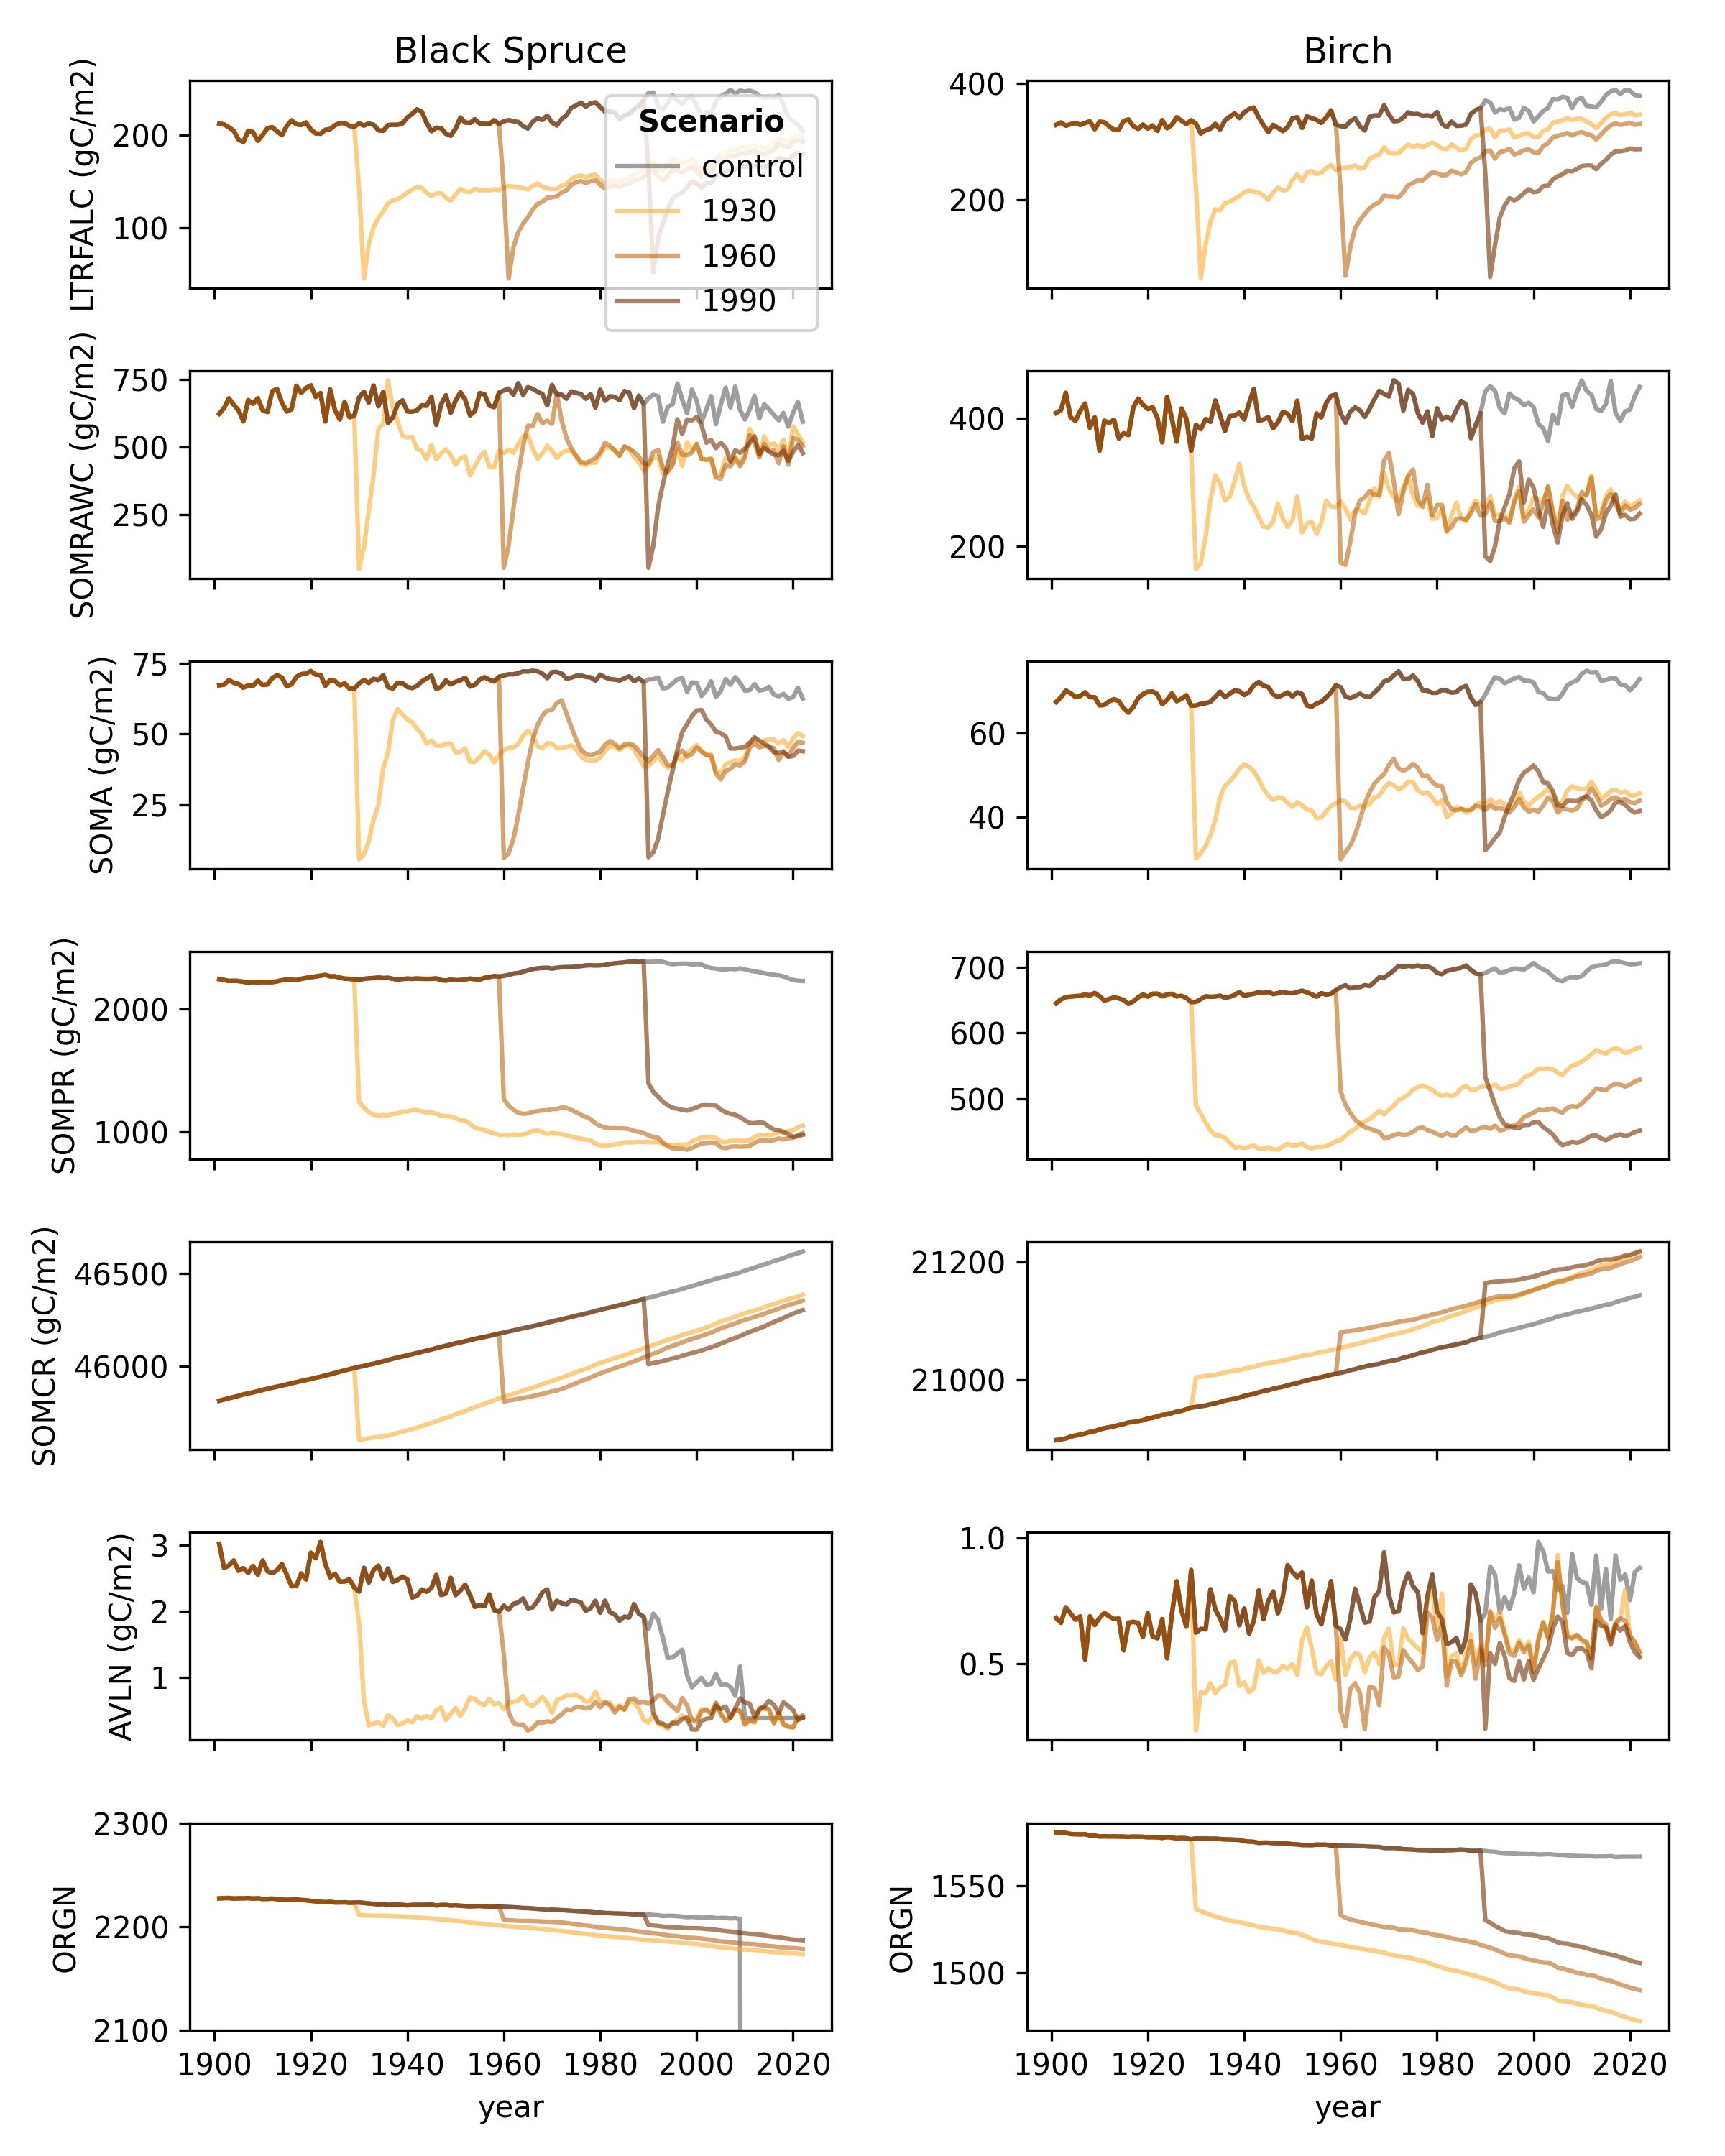 Black Spruce
Birch
LTRFALC (gC/m2)
200
100
Scenario
control
1930
1960
1990
400
200
SOMRAWC (gC/m2)
750
500
250
400
200
SOMA (gC/m2)
75
50
25
60
40
SOMPR (gC/m2)
2000
1000
700
600
500
SOMCR (gC/m2)
46500
46000
21200
21000
AVLN (gC/m2)
3
2
1
1.0
0.5
ORGN
2300
2200
2100
1900 1920 1940 1960 1980 2000 2020
year
ORGN
1550
1500
1900 1920 1940 1960 1980 2000 2020
year